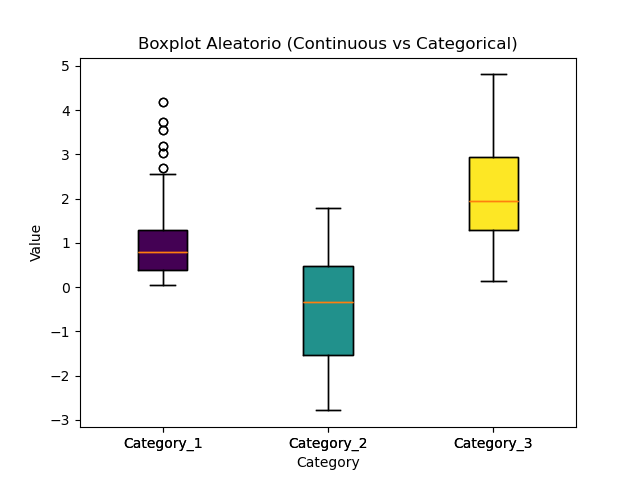 Boxplot Aleatorio (Continuous vs Categorical)
5
4
3
2
1
0
−1
−2
−3
Value
Category_1 Category_2 Category_3
Category